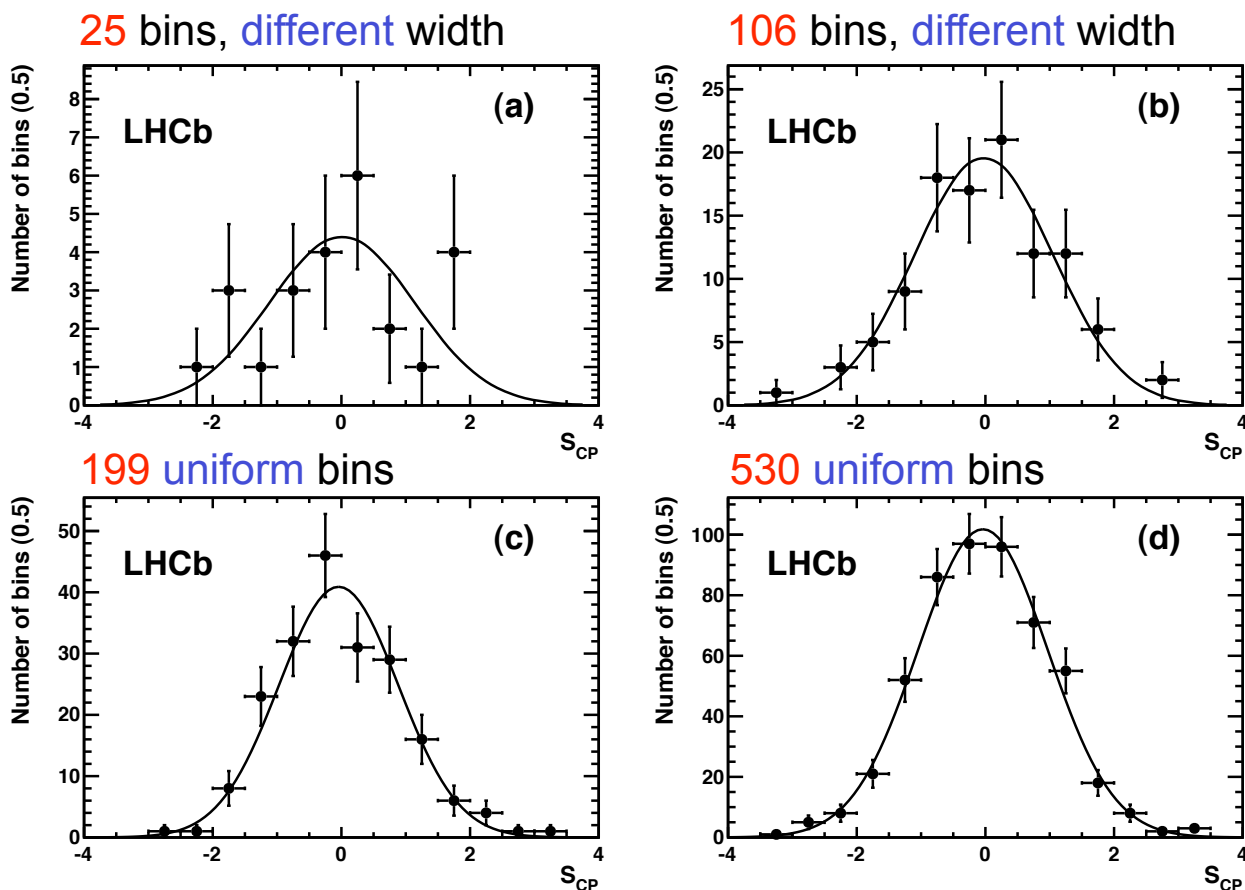 25 bins, different width
106 bins, different width
Number of bins (0.5)
8
7
6
5
4
3
2
1
0
LHCb
(a)
-4 -2 0 2 4
S_CP
Number of bins (0.5)
25
20
15
10
5
0
LHCb
(b)
-4 -2 0 2 4
S_CP
199 uniform bins
530 uniform bins
Number of bins (0.5)
50
40
30
20
10
0
LHCb
(c)
-4 -2 0 2 4
S_CP
Number of bins (0.5)
100
80
60
40
20
0
LHCb
(d)
-4 -2 0 2 4
S_CP